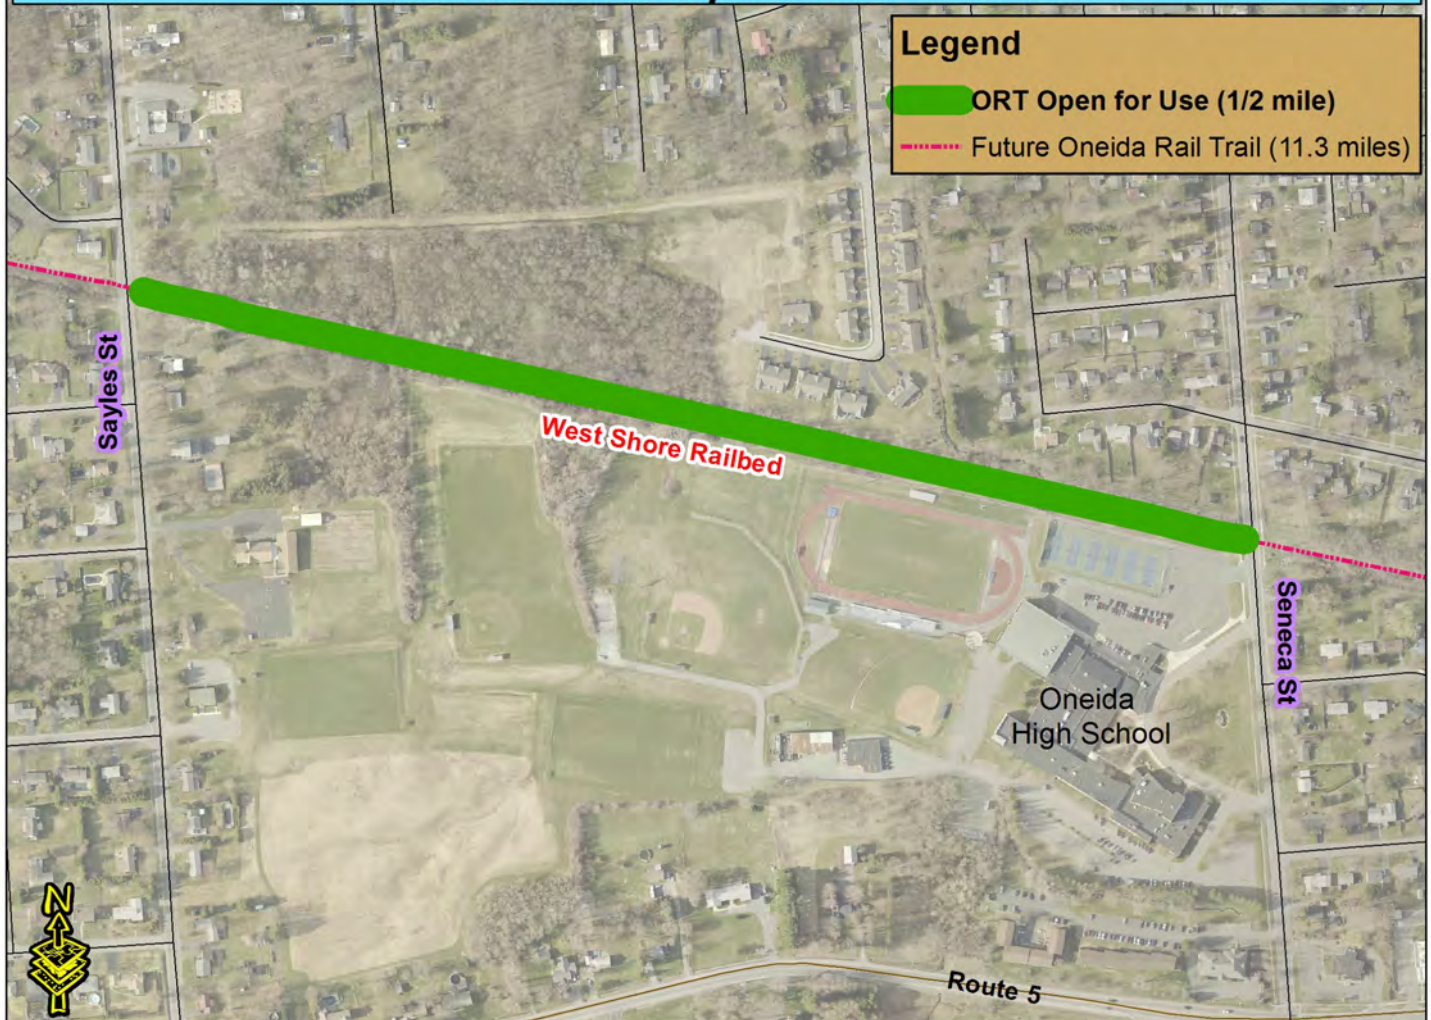 Legend
ORT Open for Use (1/2 mile)
Future Oneida Rail Trail (11.3 miles)
Sayles St
West Shore Railbed
Seneca St
Oneida
High School
Route 5
N